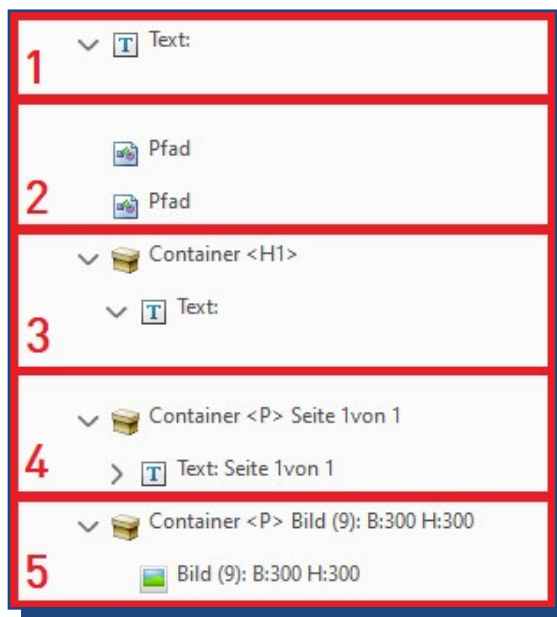 Text:
1
Pfad
Pfad
2
Container <H1>
Text:
3
Container <P> Seite 1von 1
Text: Seite 1von 1
4
Container <P> Bild (9): B:300 H:300
Bild (9): B:300 H:300
5